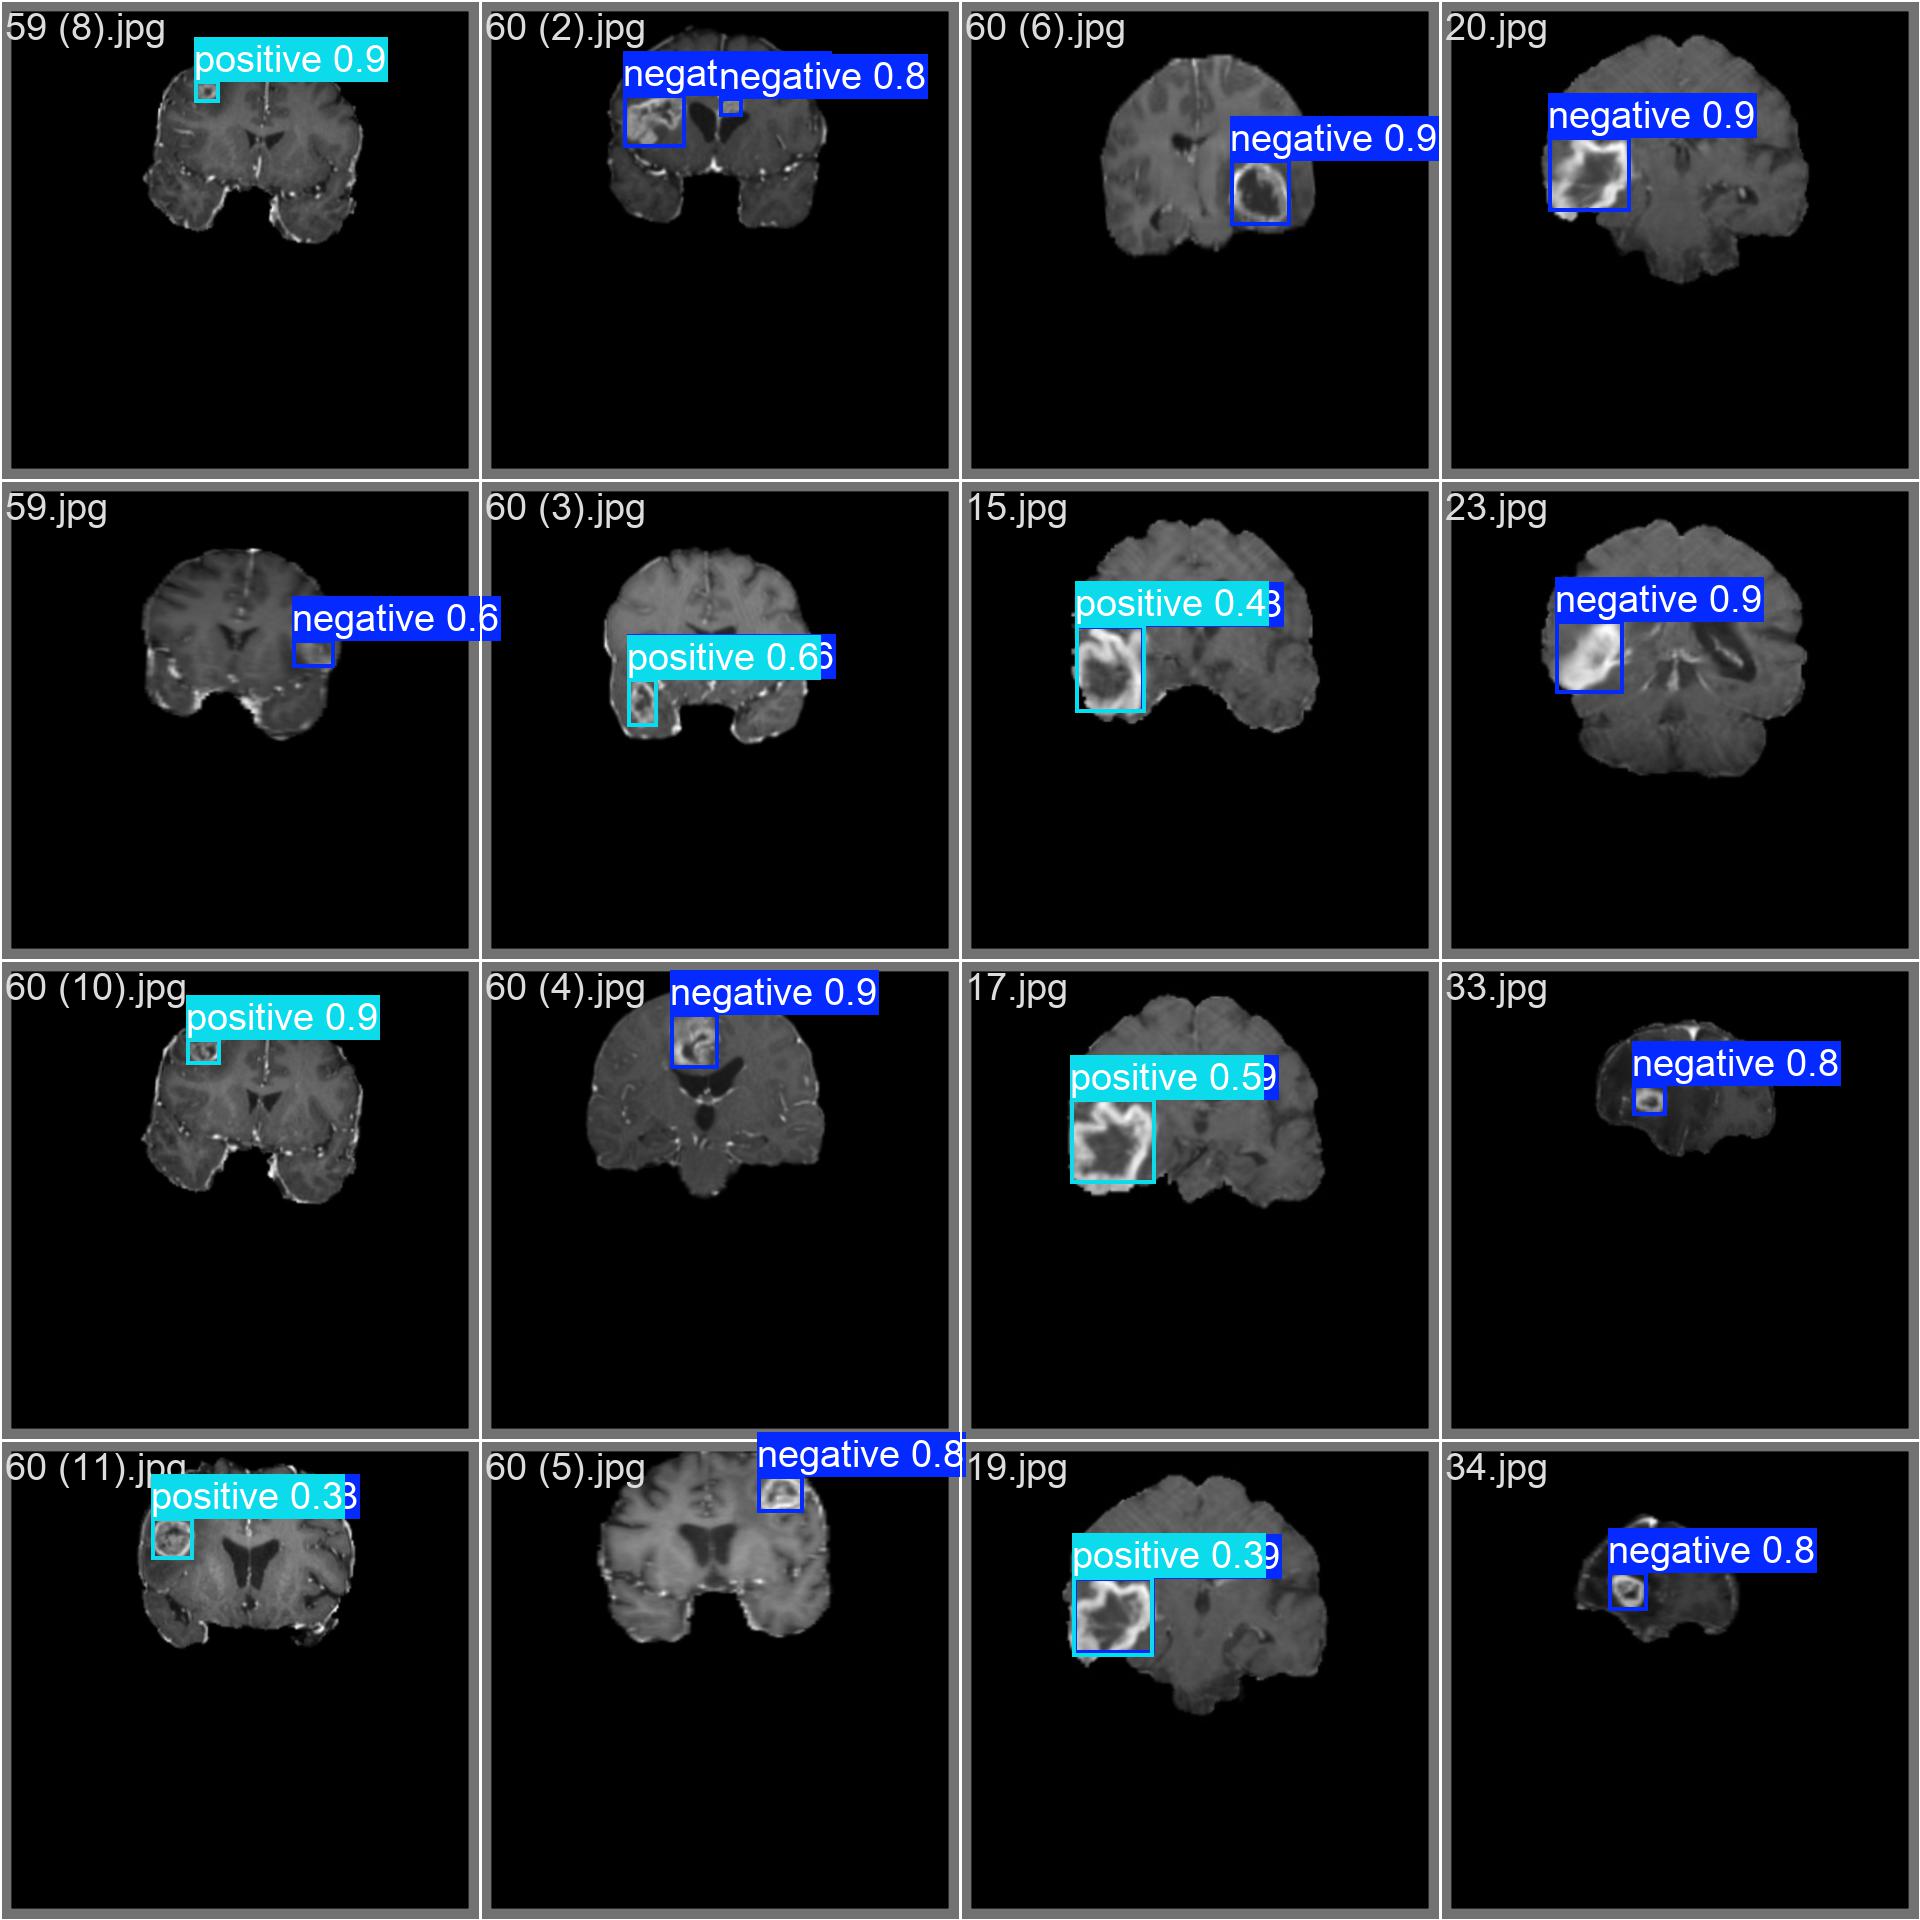 59 (8).jpg
positive 0.9
60 (2).jpg
negative 0.8
60 (6).jpg
negative 0.9
20.jpg
negative 0.9
59.jpg
negative 0.6
60 (3).jpg
positive 0.6
15.jpg
positive 0.4
23.jpg
negative 0.9
60 (10).jpg
positive 0.9
60 (4).jpg
negative 0.9
17.jpg
positive 0.5
33.jpg
negative 0.8
60 (11).jpg
positive 0.3
60 (5).jpg
negative 0.8
19.jpg
positive 0.3
34.jpg
negative 0.8